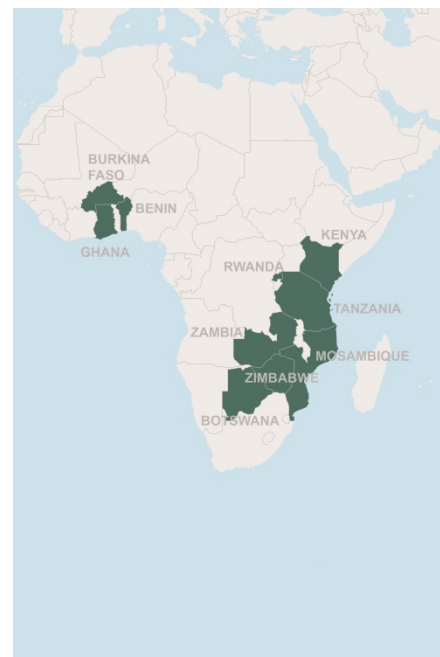 BURKINA
FASO
BENIN
GHANA
KENYA
RWANDA
TANZANIA
ZAMBIA
MOSAMBIQUE
ZIMBABWE
BOTSWANA